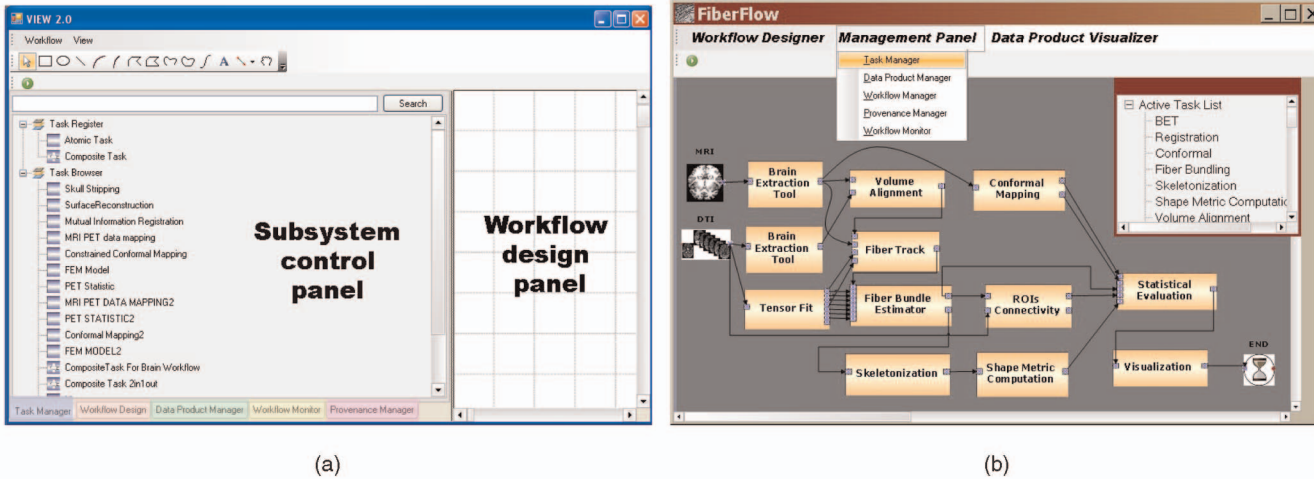 VIEW 2.0
Workflow View
A
Search
Task Register
Atomic Task
Composite Task
Task Browser
Skull Stripping
SurfaceReconstruction
Mutual Information Registration
MRI PET data mapping
Constrained Conformal Mapping
FEM Model
PET Statistic
MRI PET DATA MAPPING2
PET STATISTIC2
Conformal Mapping2
FEM MODEL2
CompositeTask For Brain Workflow
Composite Task 2in1out
Subsystem
control
panel
Workflow
design
panel
Task Manager Workflow Design Data Product Manager Workflow Monitor Provenance Manager
(a)
FiberFlow
Workflow Designer Management Panel Data Product Visualizer
Task Manager
Data Product Manager
Workflow Manager
Provenance Manager
Workflow Monitor
Active Task List
BET
Registration
Conformal
Fiber Bundling
Skeletonization
Shape Metric Computatic
Volume Alignment
MRI
Brain
Extraction
Tool
Volume
Alignment
Conformal
Mapping
DTI
Brain
Extraction
Tool
Fiber Track
Tensor Fit
Fiber Bundle
Estimator
ROIs
Connectivity
Statistical
Evaluation
Skeletonization
Shape Metric
Computation
Visualization
END
(b)